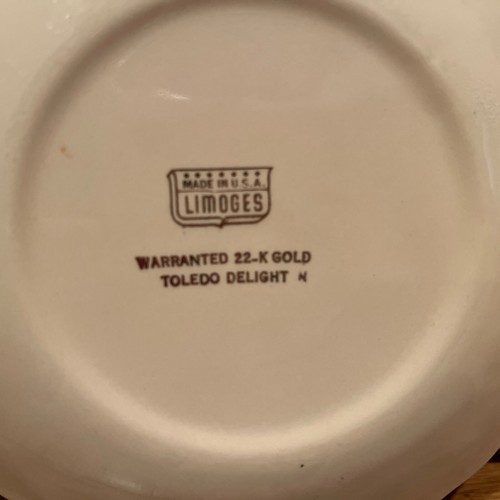 MADE IN U.S.A.
LIMOGES
WARRANTED 22-K GOLD
TOLEDO DELIGHT N